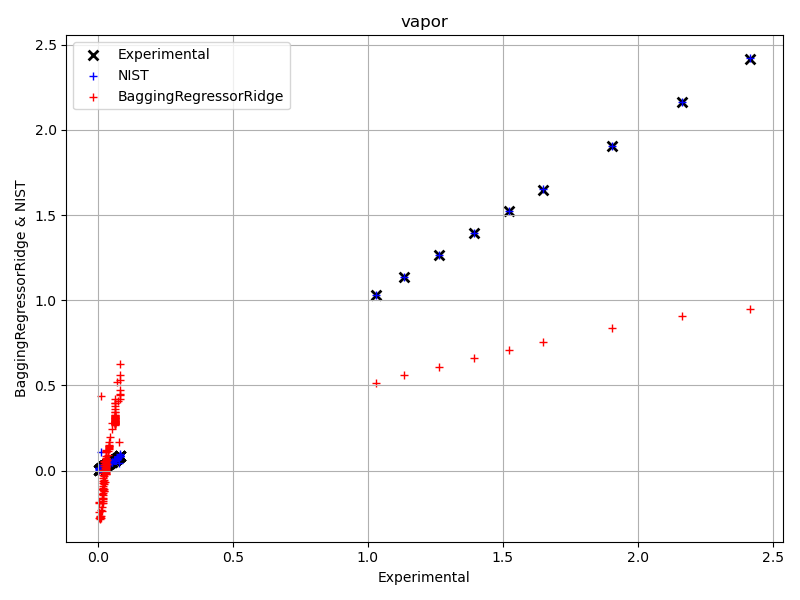 vapor
Experimental
NIST
BaggingRegressorRidge
BaggingRegressorRidge & NIST
2.5
2.0
1.5
1.0
0.5
0.0
0.0 0.5 1.0 1.5 2.0 2.5
Experimental